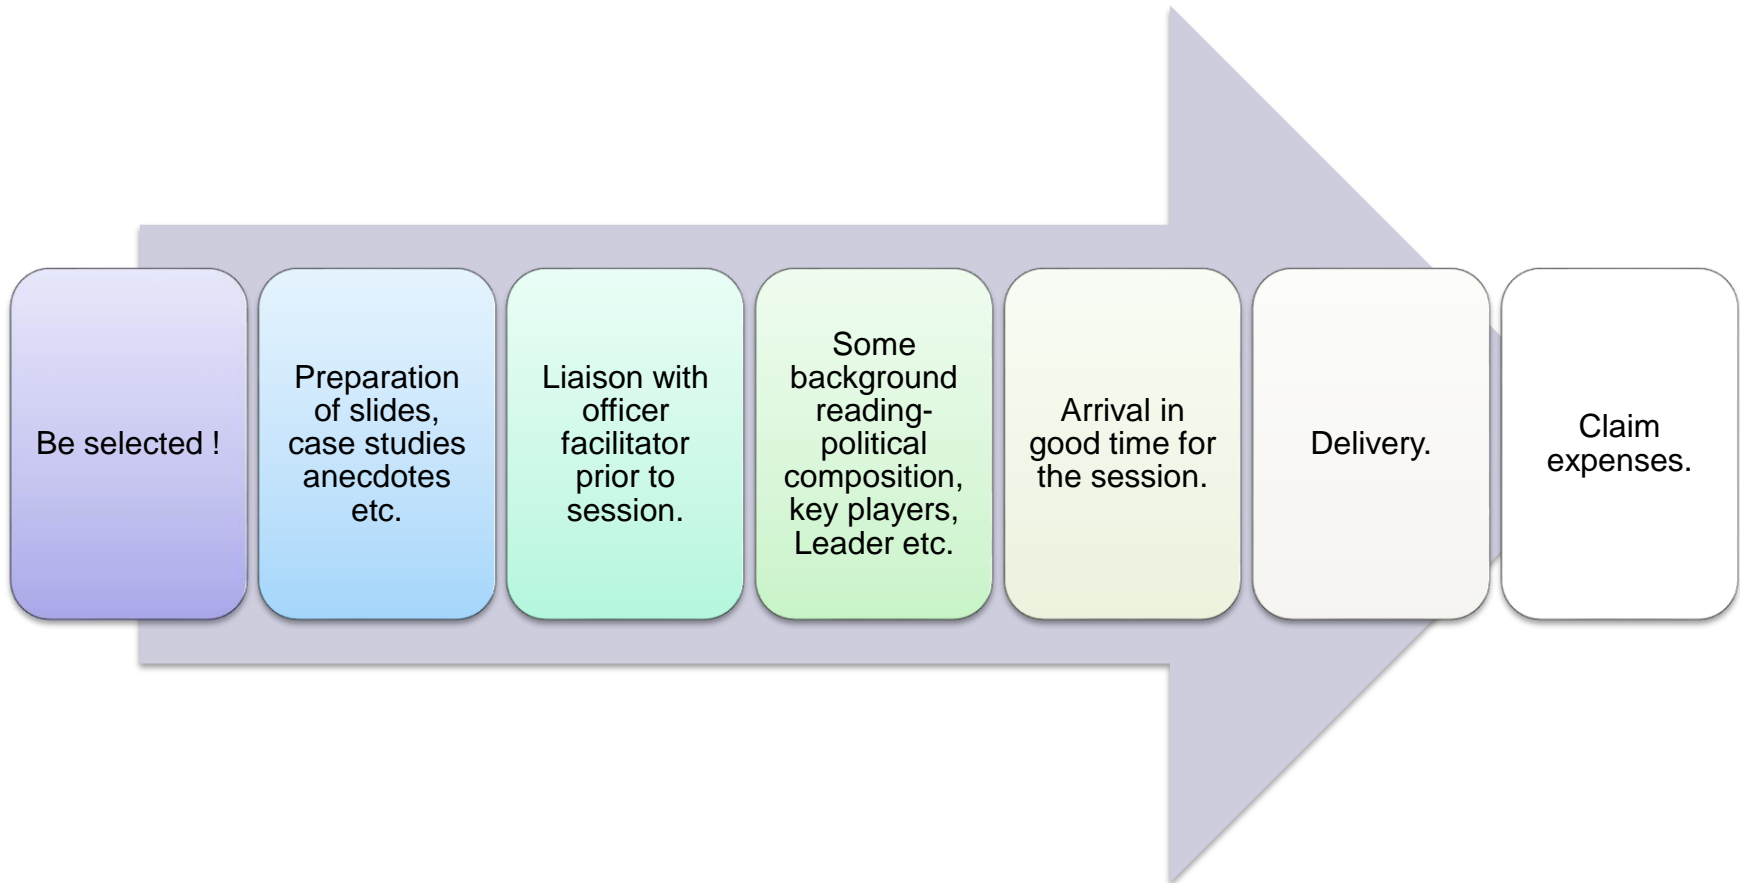 Be selected !
Preparation
of slides,
case studies
anecdotes
etc.
Liaison with
officer
facilitator
prior to
session.
Some
background
reading-
political
composition,
key players,
Leader etc.
Arrival in
good time for
the session.
Delivery.
Claim
expenses.